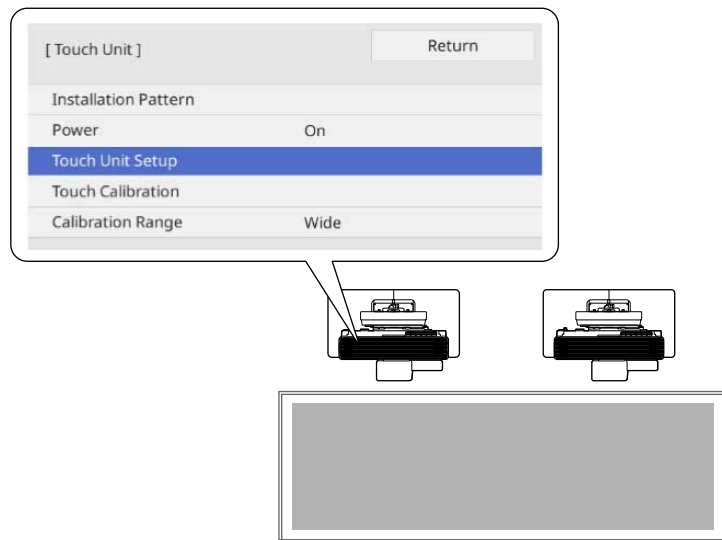 [ Touch Unit ] Return
Installation Pattern
Power On
Touch Unit Setup
Touch Calibration
Calibration Range Wide